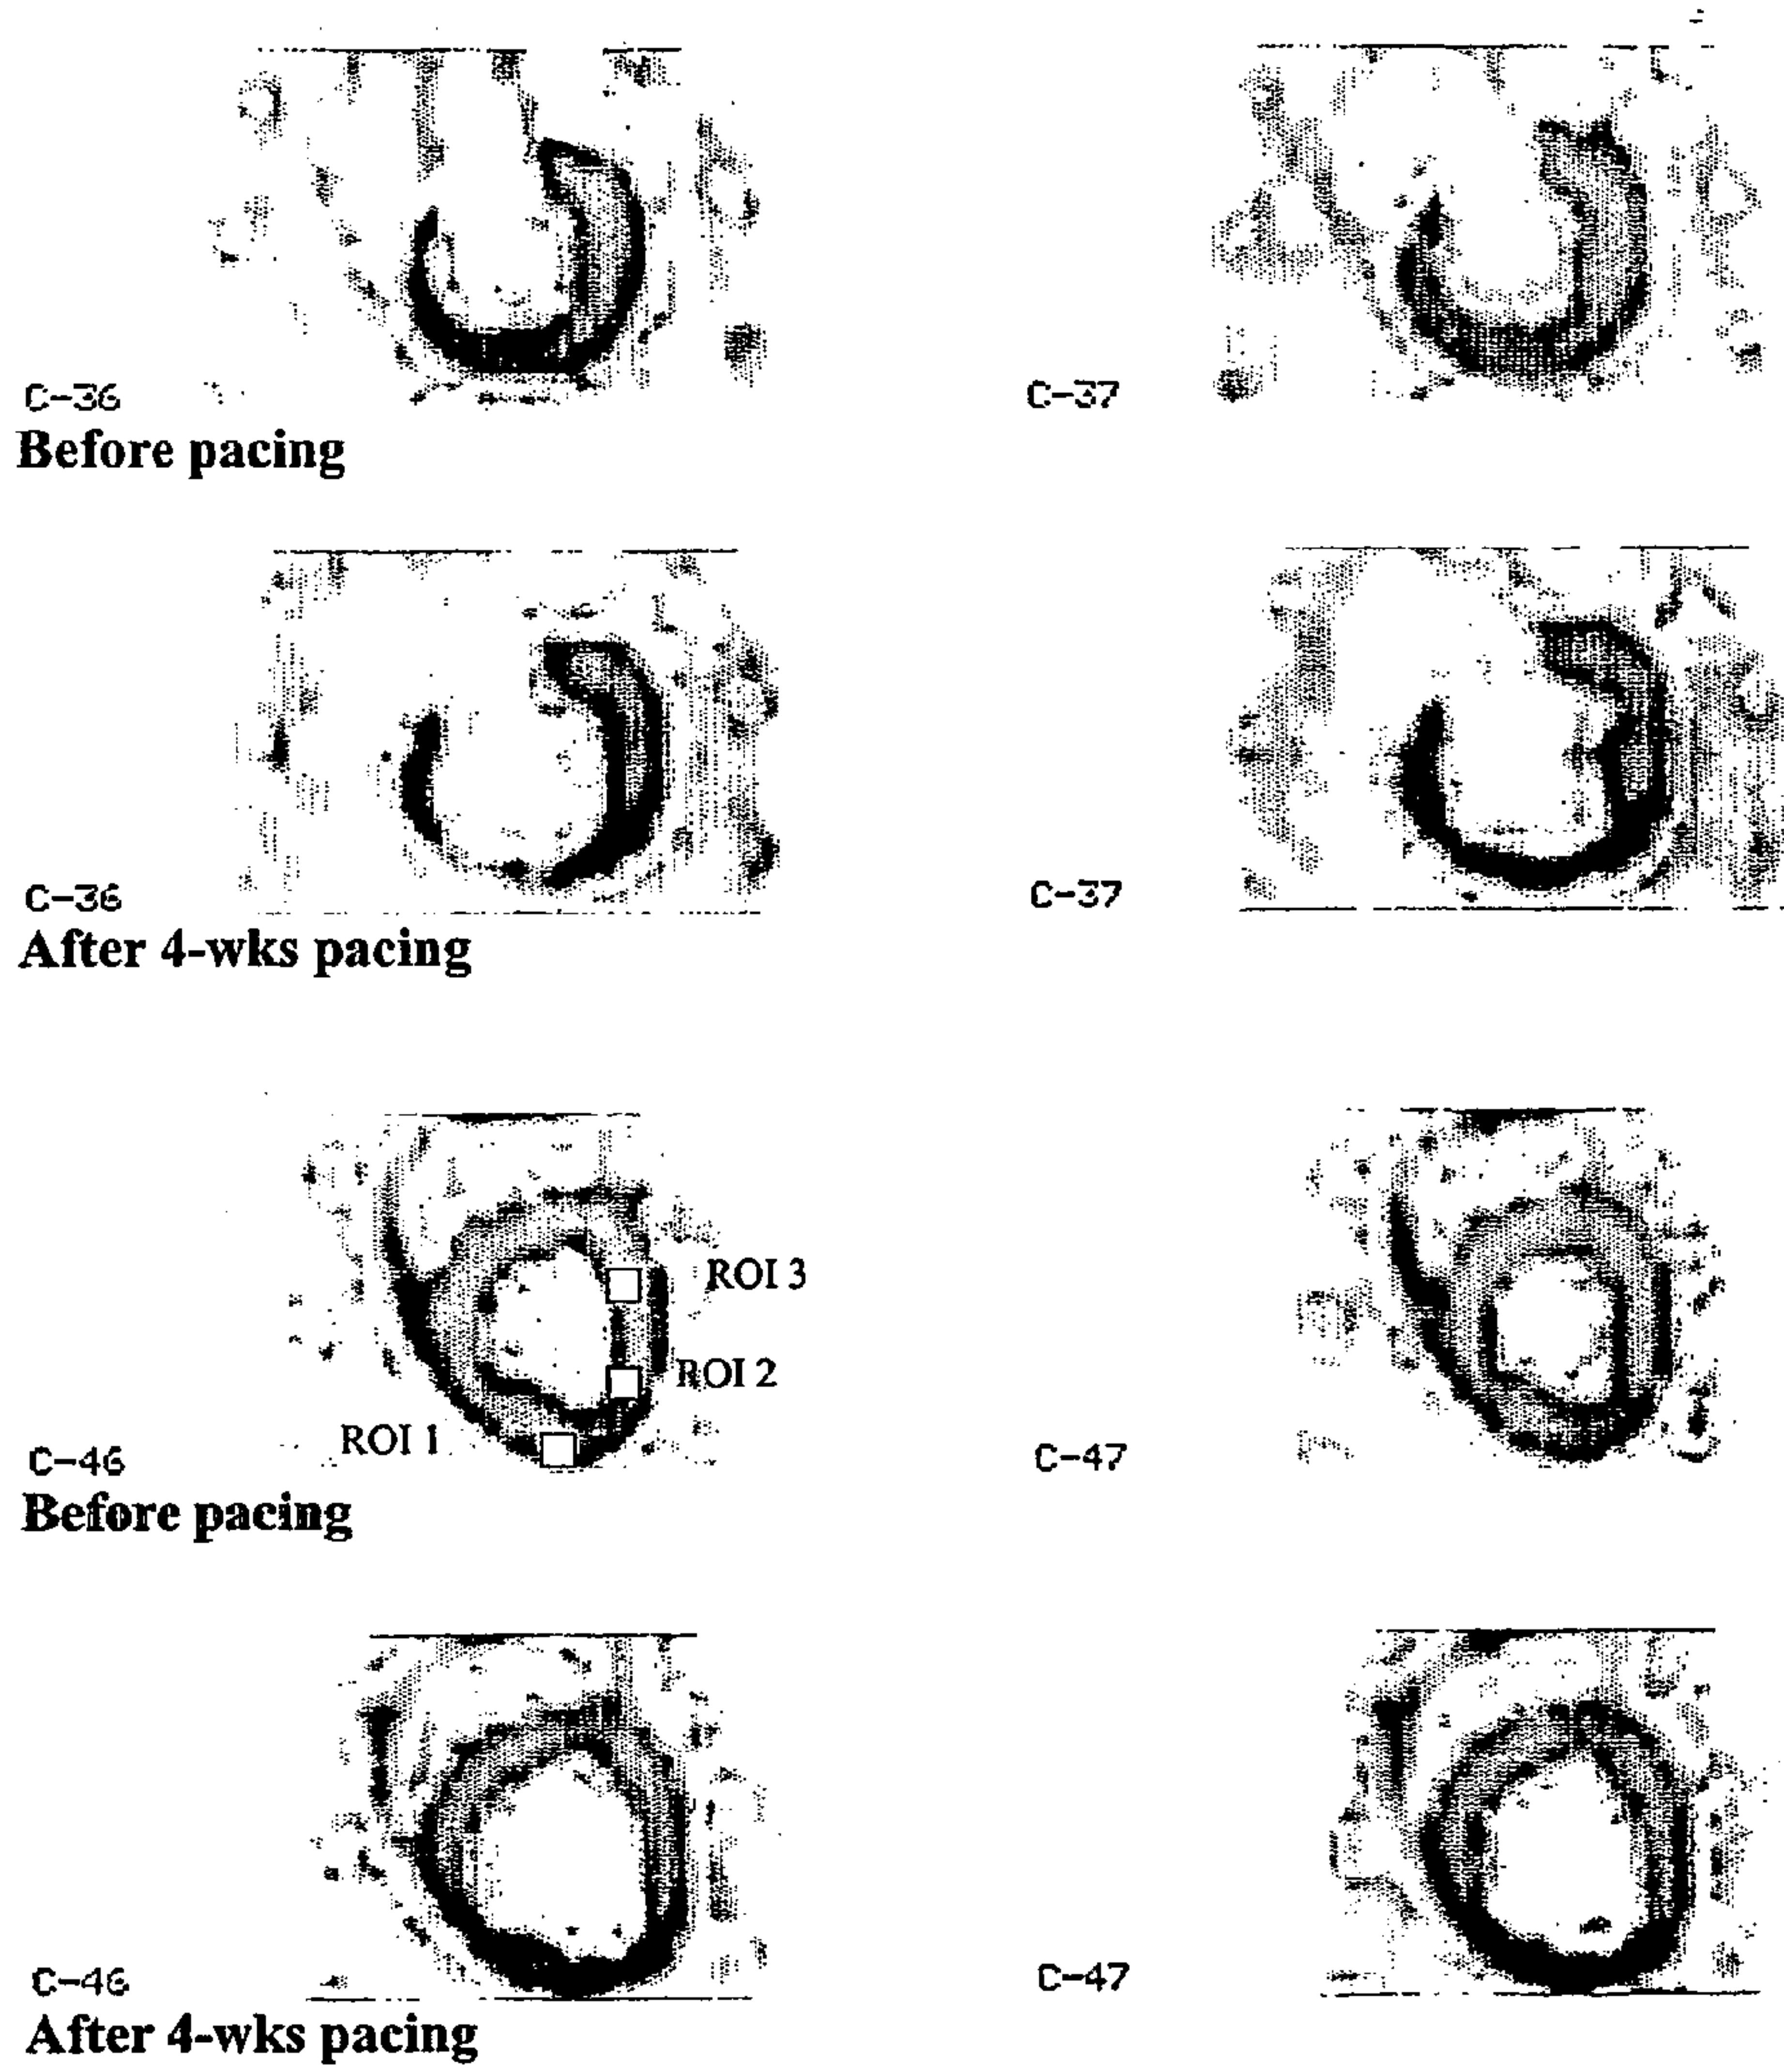 C-36
C-37
Before pacing
C-36
C-37
After 4-wks pacing
ROI 3
ROI 2
ROI 1
C-46
C-47
Before pacing
C-46
C-47
After 4-wks pacing